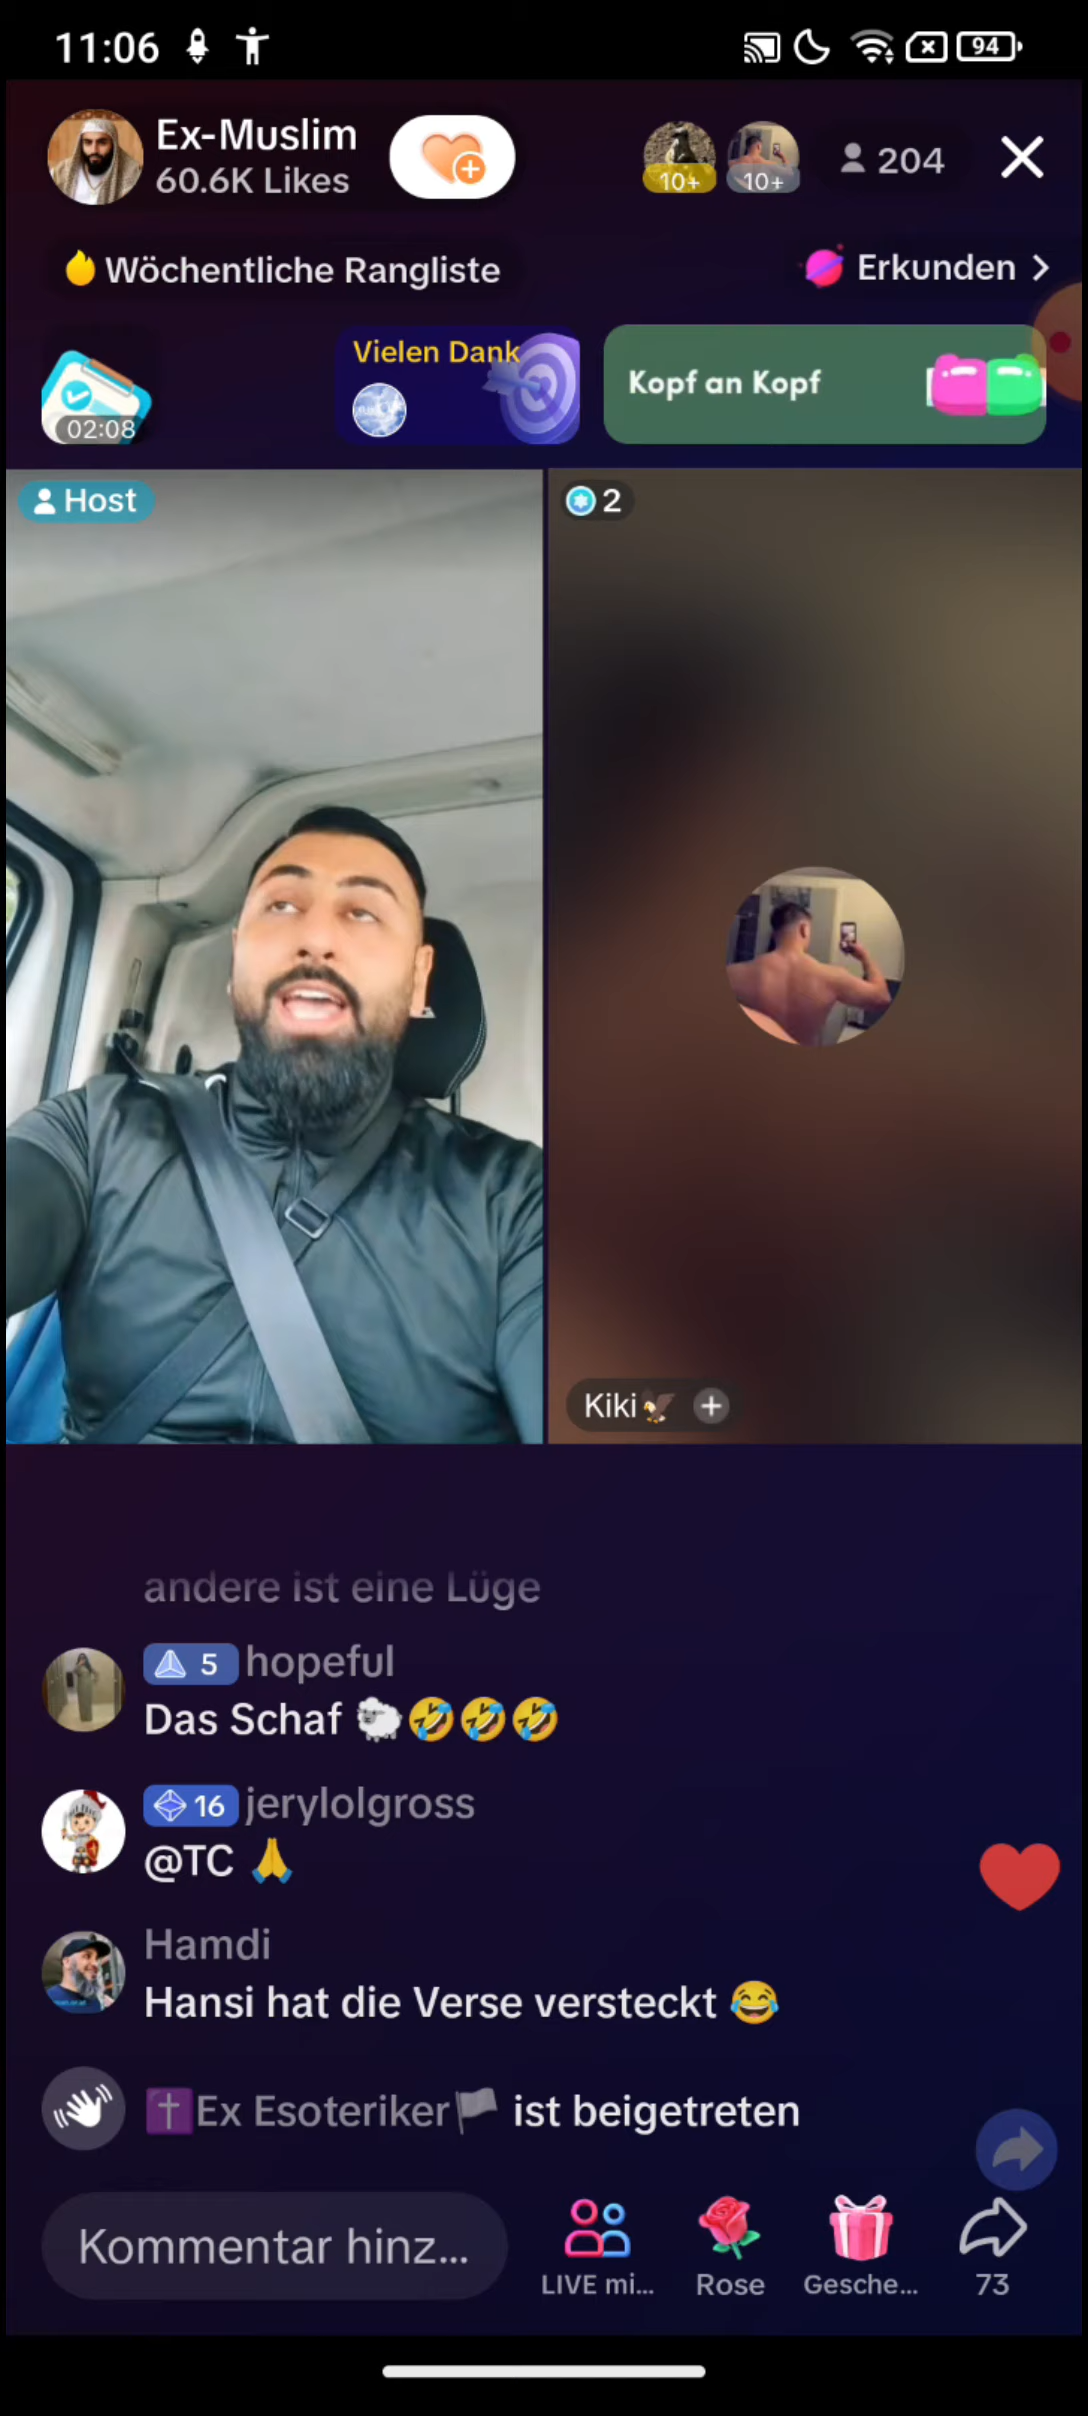 11:06
94
Ex-Muslim
60.6K Likes
10+
10+
204
Wöchentliche Rangliste
Erkunden >
02:08
Vielen Dank
Kopf an Kopf
Host
2
Kiki🦅 +
andere ist eine Lüge
5 hopeful
Das Schaf 🐑🤣🤣🤣
16 jerylolgross
@TC 🙏
Hamdi
Hansi hat die Verse versteckt 😂
✝️Ex Esoteriker🏳️ ist beigetreten
Kommentar hinz...
LIVE mi...
Rose
Gesche...
73